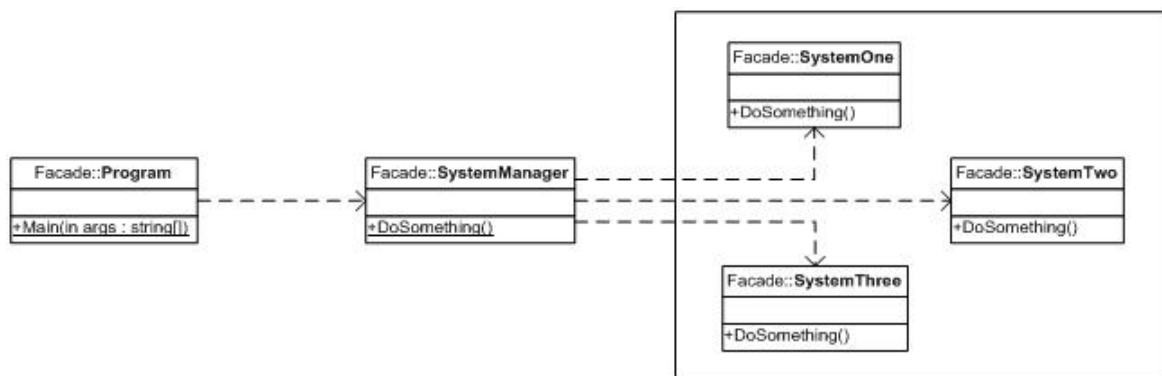 Facade::SystemOne
+DoSomething()
Facade::Program
+Main(in args : string[])
Facade::SystemManager
+DoSomething()
Facade::SystemTwo
+DoSomething()
Facade::SystemThree
+DoSomething()